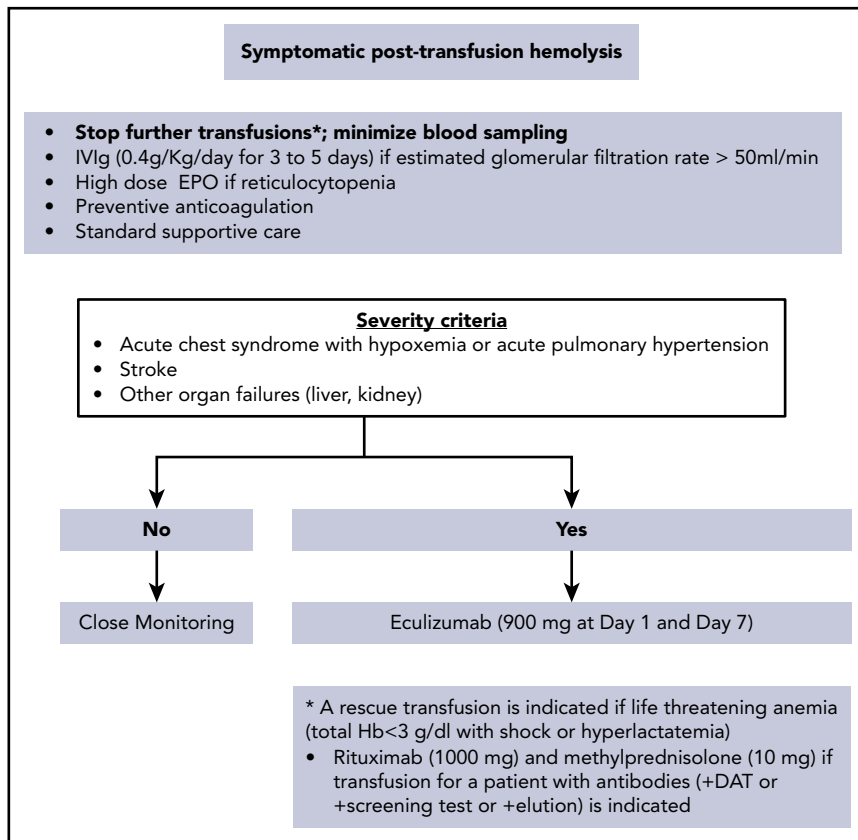 Symptomatic post-transfusion hemolysis
• Stop further transfusions*; minimize blood sampling
• IVIg (0.4g/Kg/day for 3 to 5 days) if estimated glomerular filtration rate > 50ml/min
• High dose EPO if reticulocytopenia
• Preventive anticoagulation
• Standard supportive care
Severity criteria
• Acute chest syndrome with hypoxemia or acute pulmonary hypertension
• Stroke
• Other organ failures (liver, kidney)
No
Yes
Close Monitoring
Eculizumab (900 mg at Day 1 and Day 7)
* A rescue transfusion is indicated if life threatening anemia
(total Hb<3 g/dl with shock or hyperlactatemia)
• Rituximab (1000 mg) and methylprednisolone (10 mg) if
transfusion for a patient with antibodies (+DAT or
+screening test or +elution) is indicated